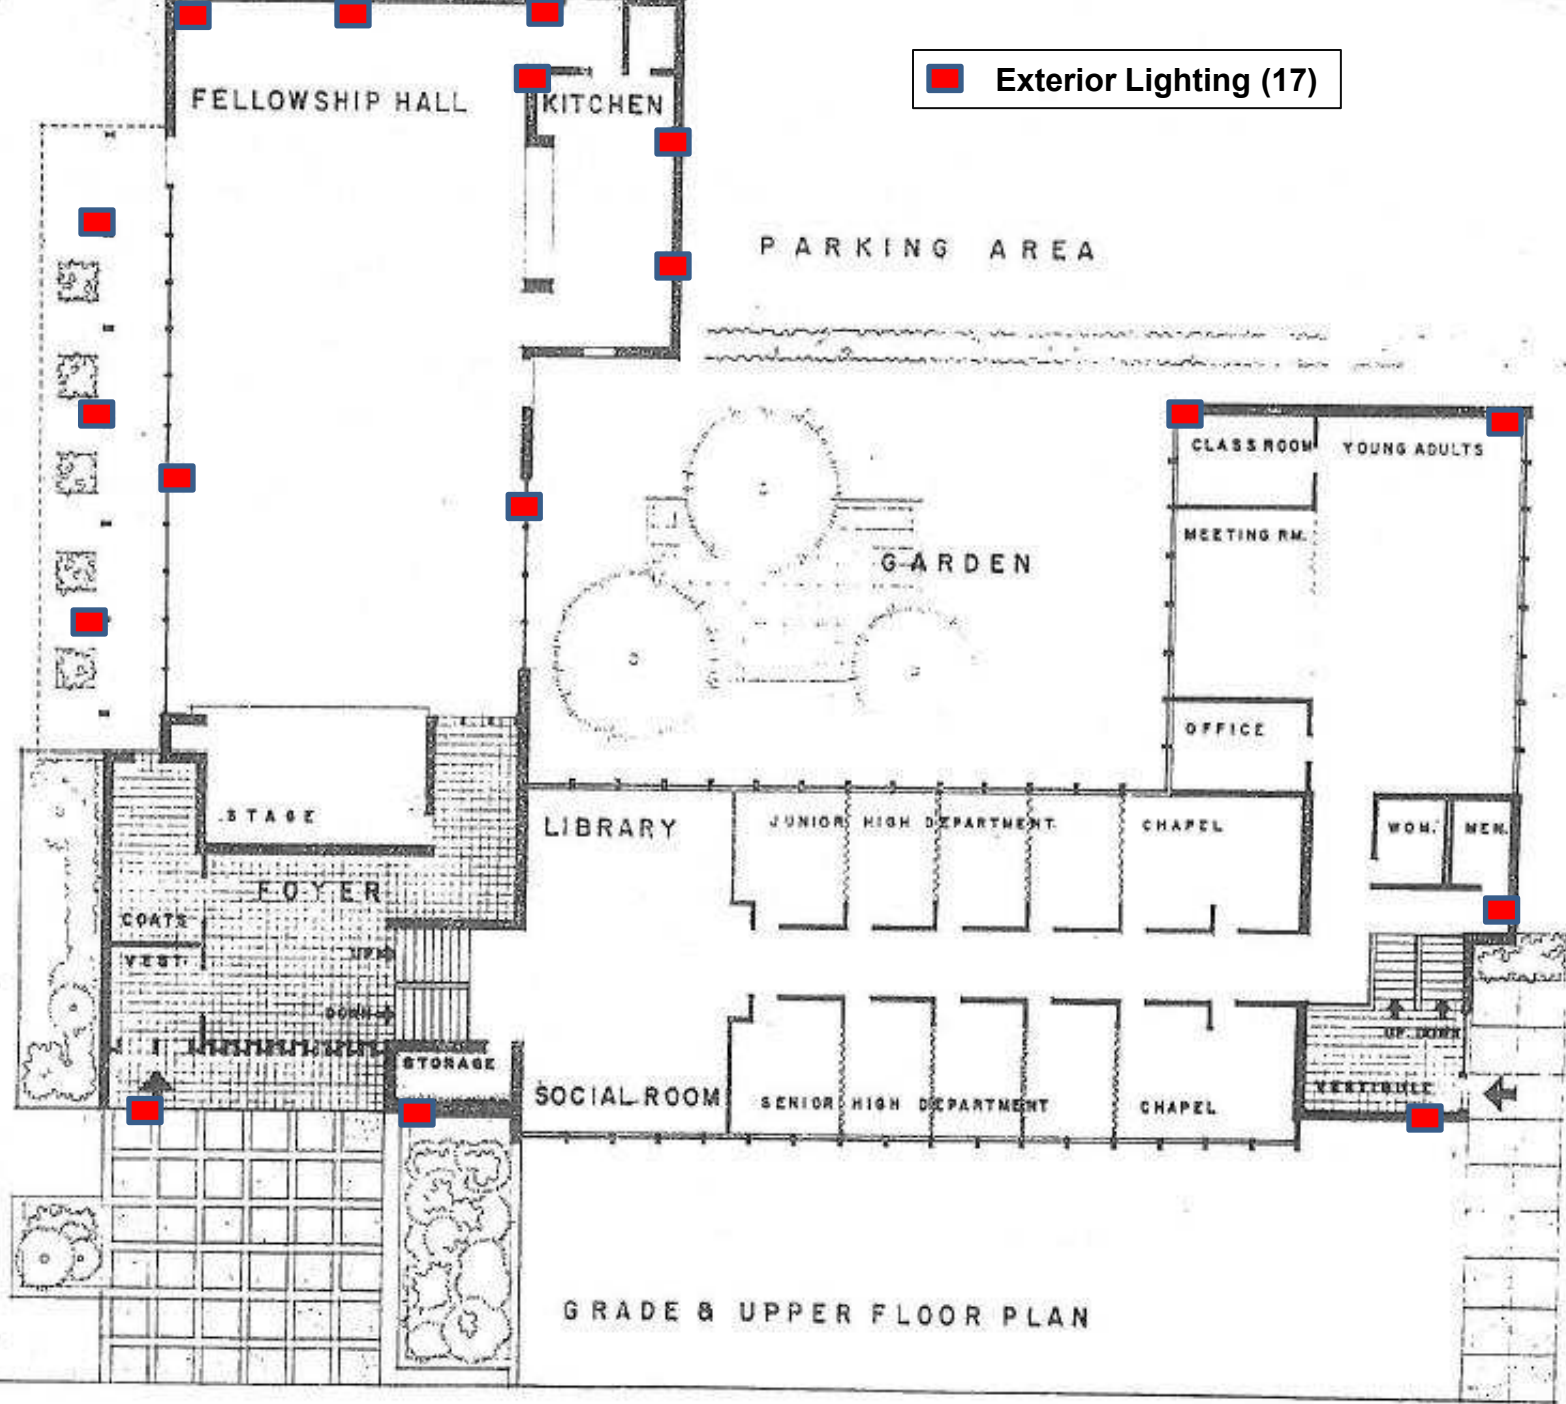 Exterior Lighting (17)
FELLOWSHIP HALL
KITCHEN
PARKING AREA
CLASS ROOM
YOUNG ADULTS
MEETING RM.
GARDEN
OFFICE
STAGE
LIBRARY
JUNIOR HIGH DEPARTMENT
CHAPEL
WOM.
MEN.
FOYER
COATS
VEST.
UP
DOWN
STORAGE
UP DOWN
SOCIAL ROOM
SENIOR HIGH DEPARTMENT
CHAPEL
VESTIBULE
GRADE & UPPER FLOOR PLAN